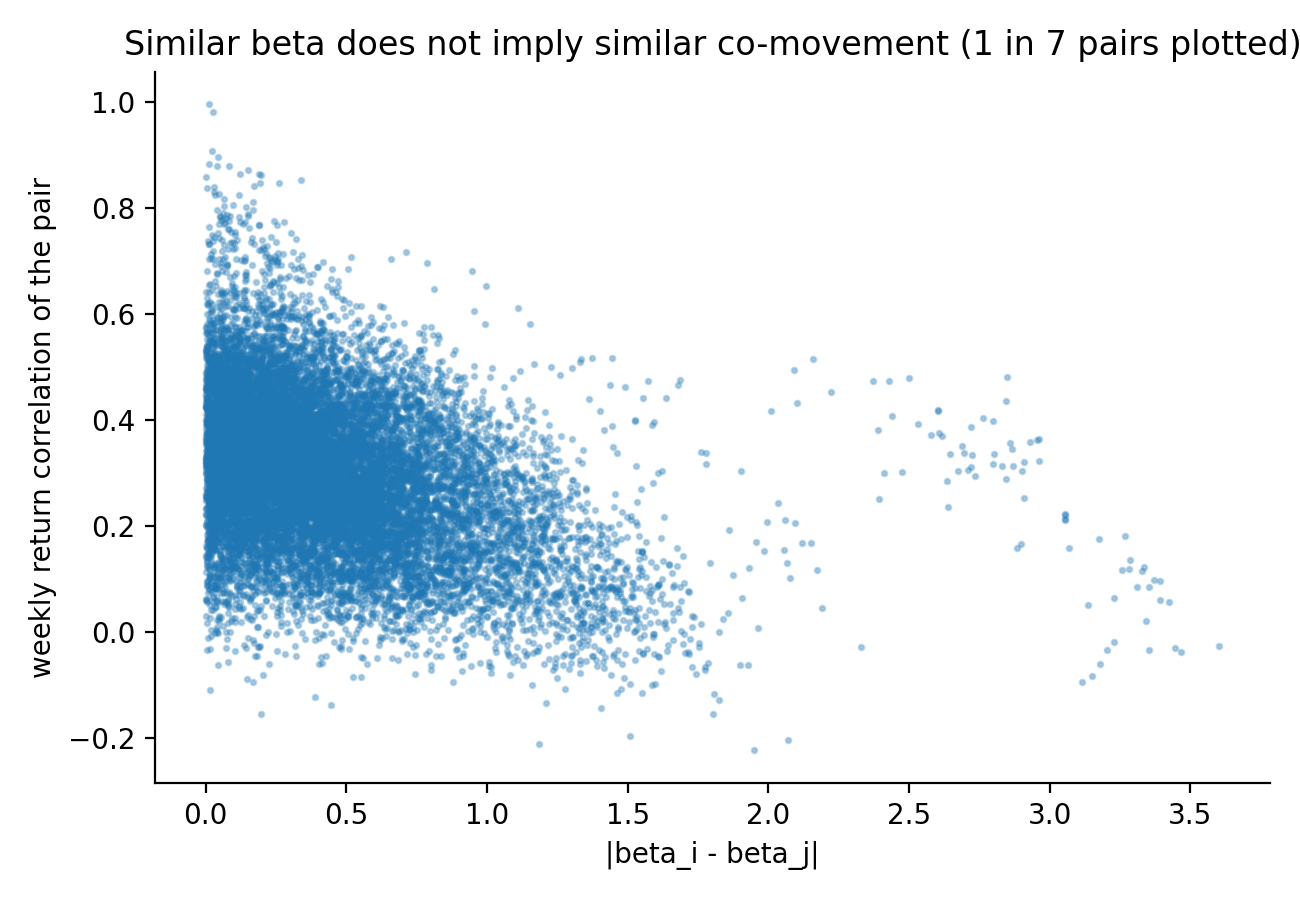 Similar beta does not imply similar co-movement (1 in 7 pairs plotted)
weekly return correlation of the pair
1.0
0.8
0.6
0.4
0.2
0.0
−0.2
0.0 0.5 1.0 1.5 2.0 2.5 3.0 3.5
|beta_i - beta_j|